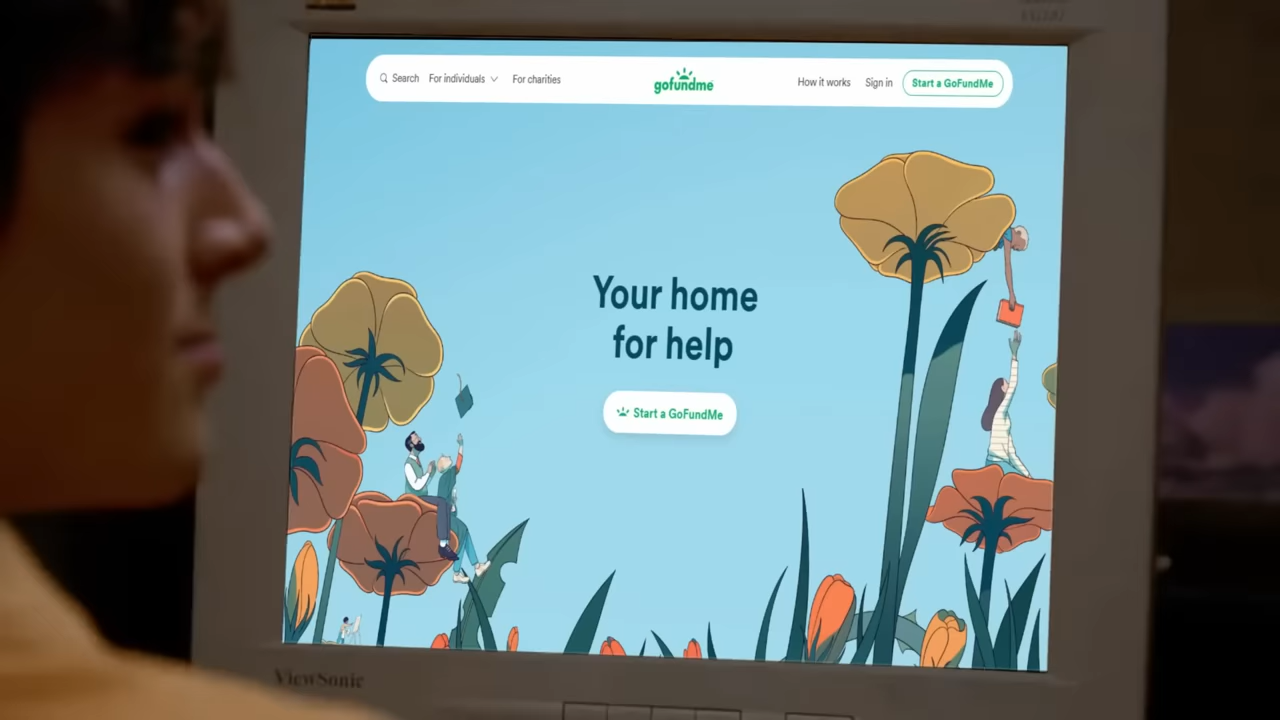 Search For individuals For charities gofundme How it works Sign in Start a GoFundMe
Your home
for help
Start a GoFundMe
ViewSonic